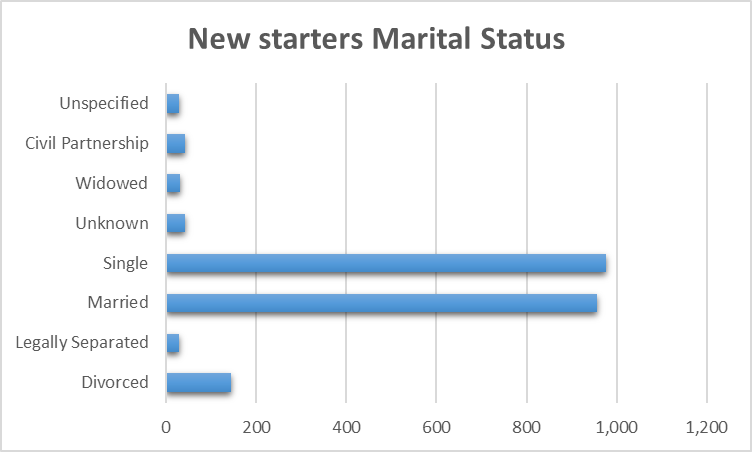 New starters Marital Status
Unspecified
Civil Partnership
Widowed
Unknown
Single
Married
Legally Separated
Divorced
0 200 400 600 800 1,000 1,200